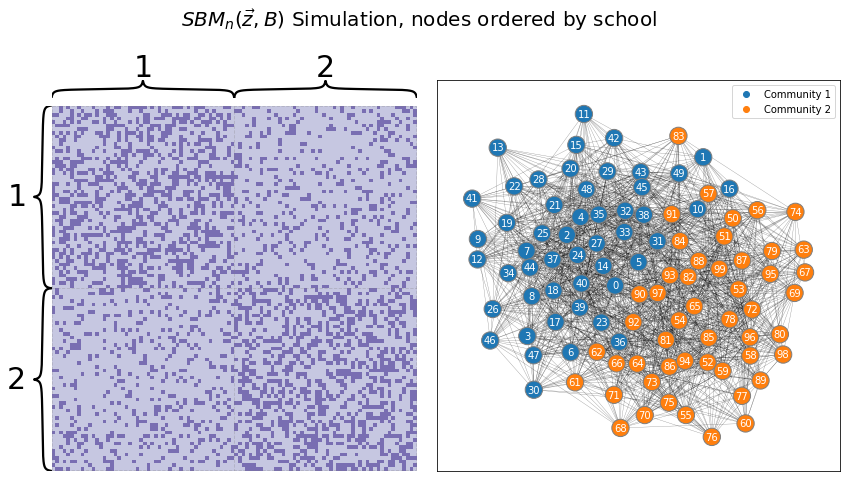 SBMₙ(z⃗, B) Simulation, nodes ordered by school
1 2
1
2
Community 1
Community 2
11
83
42
15
13
1
20 29 43 49
28 48 45 16
22 57
41
21 32 38 10 56
4 35 91 50 74
19
25 2 33 51
9 27 31 84
7 24 79 63
12 37 5 88 87
44 14 99
34 93 82 95 67
40 0 53
8 18 90 97 69
26 39 65 72
17 23 92 54 78
3 36 81 85 96 80
46
47 6 62 58 98
66 64 86 94 52 59
61 73 89
30 71 75 77
70 55
68 60
76